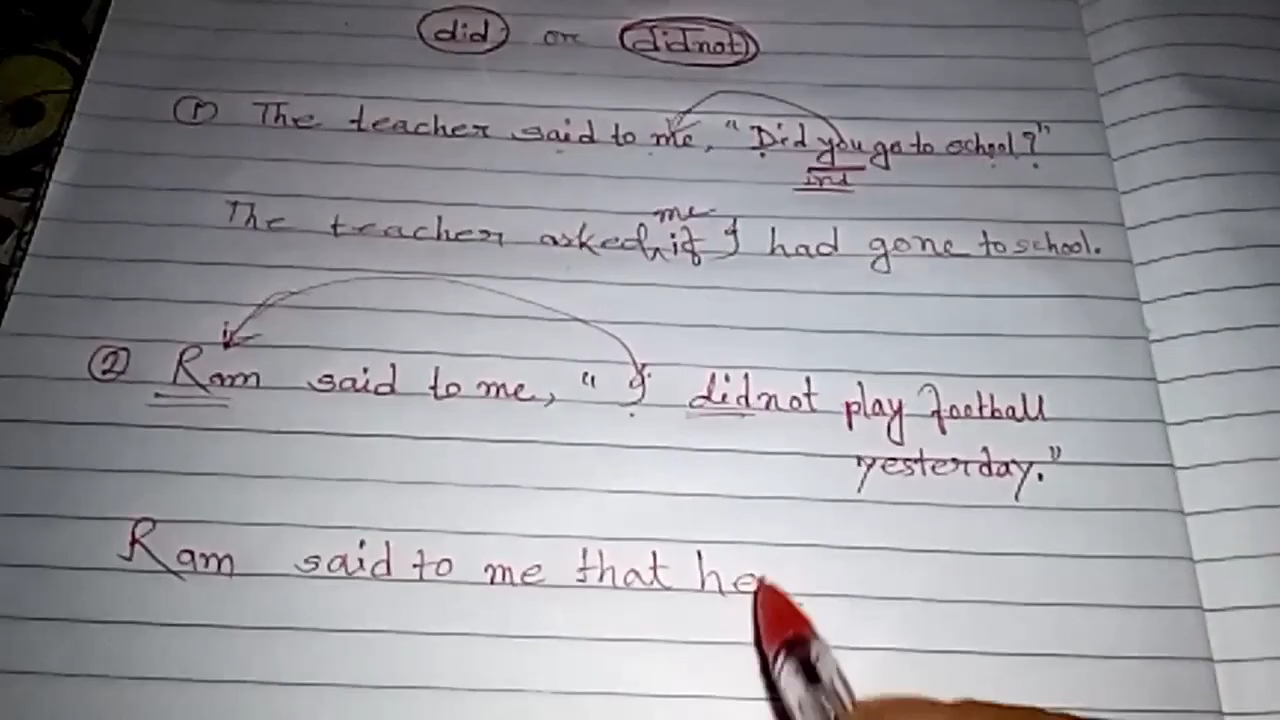 did or didnot
① The teacher said to me, "Did you go to school?"
Ind
me
The teacher asked, if I had gone to school.
② Ram said to me, "I didnot play football
yesterday."
Ram said to me that he